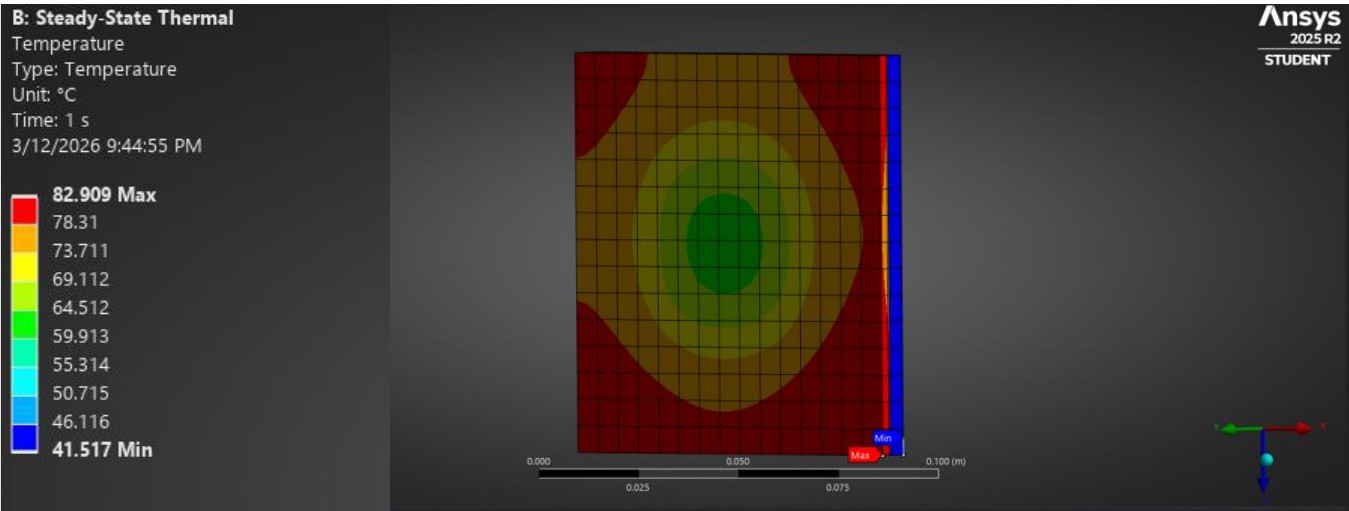 B: Steady-State Thermal
Temperature
Type: Temperature
Unit: °C
Time: 1 s
3/12/2026 9:44:55 PM
82.909 Max
78.31
73.711
69.112
64.512
59.913
55.314
50.715
46.116
41.517 Min
Ansys
2025 R2
STUDENT
Min
Max
0.000 0.050 0.100 (m)
0.025 0.075
Y X